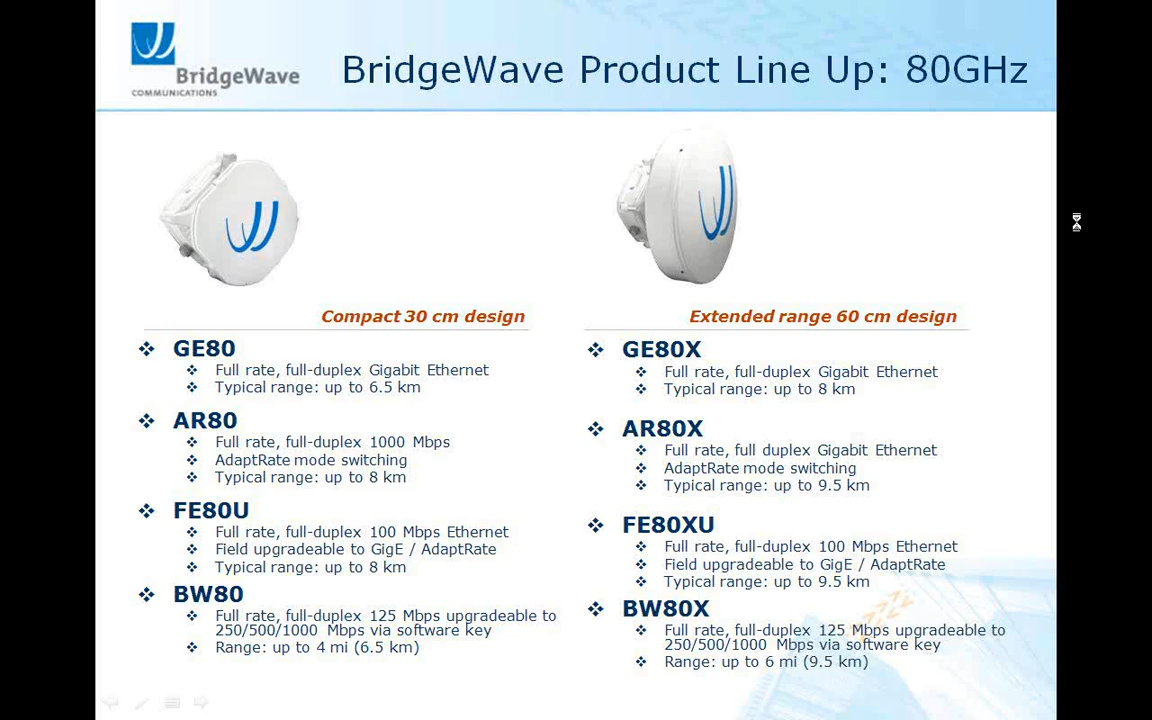 BridgeWave
COMMUNICATIONS
BridgeWave Product Line Up: 80GHz
Compact 30 cm design
GE80
Full rate, full-duplex Gigabit Ethernet
Typical range: up to 6.5 km
AR80
Full rate, full-duplex 1000 Mbps
AdaptRate mode switching
Typical range: up to 8 km
FE80U
Full rate, full-duplex 100 Mbps Ethernet
Field upgradeable to GigE / AdaptRate
Typical range: up to 8 km
BW80
Full rate, full-duplex 125 Mbps upgradeable to
250/500/1000 Mbps via software key
Range: up to 4 mi (6.5 km)
Extended range 60 cm design
GE80X
Full rate, full-duplex Gigabit Ethernet
Typical range: up to 8 km
AR80X
Full rate, full duplex Gigabit Ethernet
AdaptRate mode switching
Typical range: up to 9.5 km
FE80XU
Full rate, full-duplex 100 Mbps Ethernet
Field upgradeable to GigE / AdaptRate
Typical range: up to 9.5 km
BW80X
Full rate, full-duplex 125 Mbps upgradeable to
250/500/1000 Mbps via software key
Range: up to 6 mi (9.5 km)